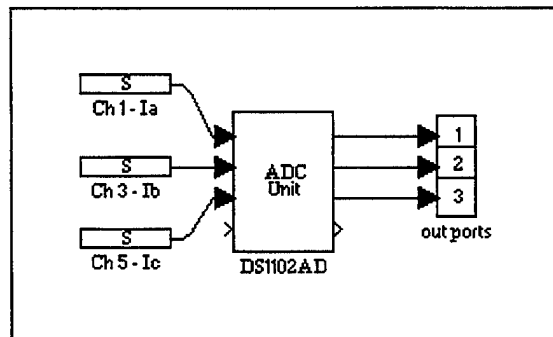 S
Ch 1 - Ia
S
Ch 3 - Ib
S
Ch 5 - Ic
ADC
Unit
DS1102AD
1
2
3
out ports